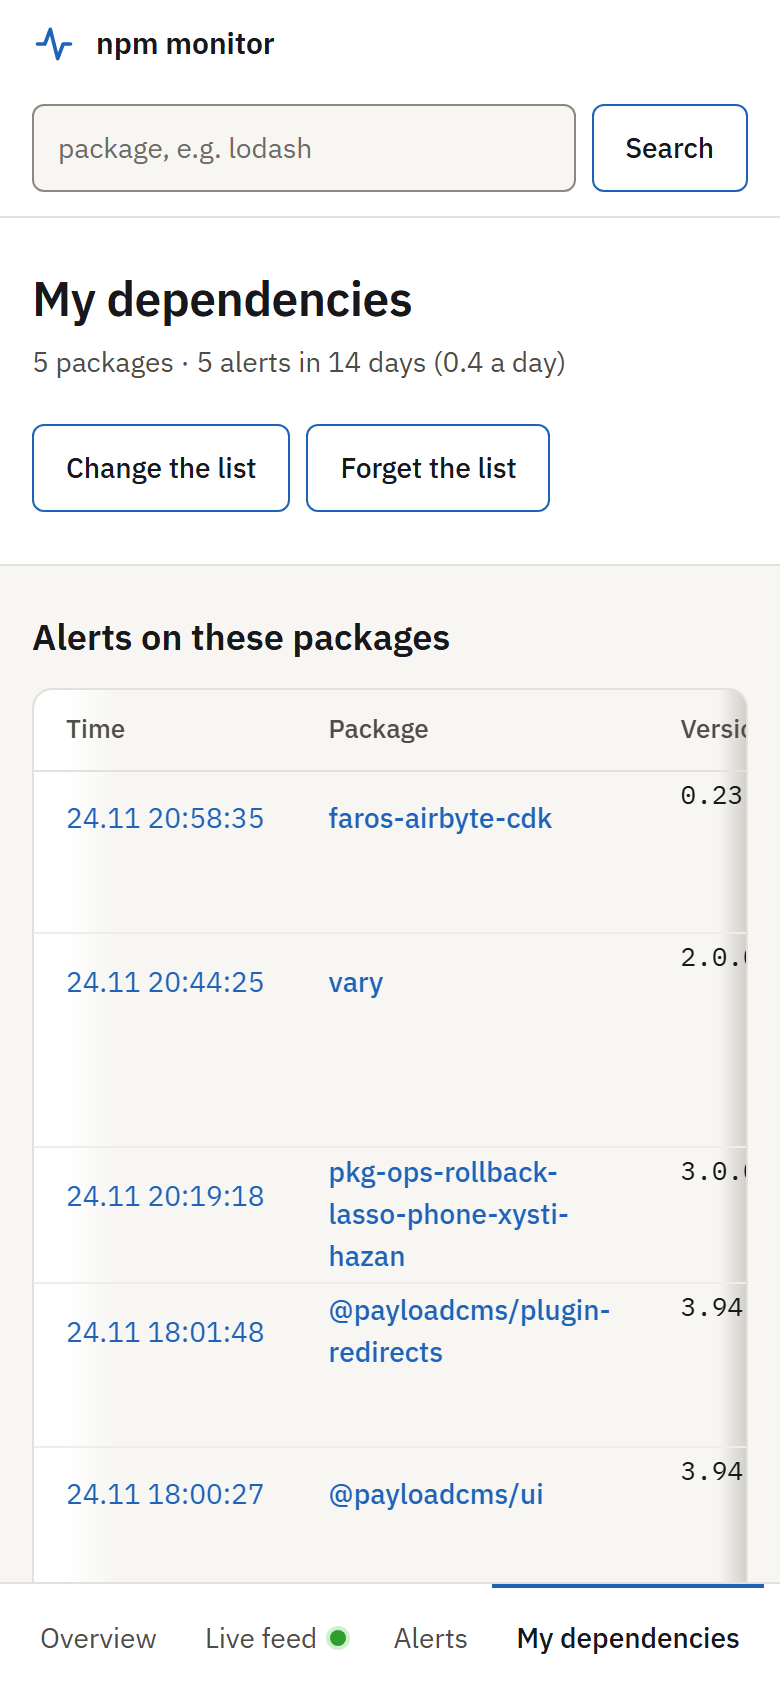 npm monitor
package, e.g. lodash
Search
My dependencies
5 packages · 5 alerts in 14 days (0.4 a day)
Change the list
Forget the list
Alerts on these packages
Time Package
24.11 20:58:35 faros-airbyte-cdk 0.23
24.11 20:44:25 vary 2.0.
24.11 20:19:18 pkg-ops-rollback-lasso-phone-xysti-hazan 3.0.
24.11 18:01:48 @payloadcms/plugin-redirects 3.94
24.11 18:00:27 @payloadcms/ui 3.94
Overview Live feed Alerts My dependencies